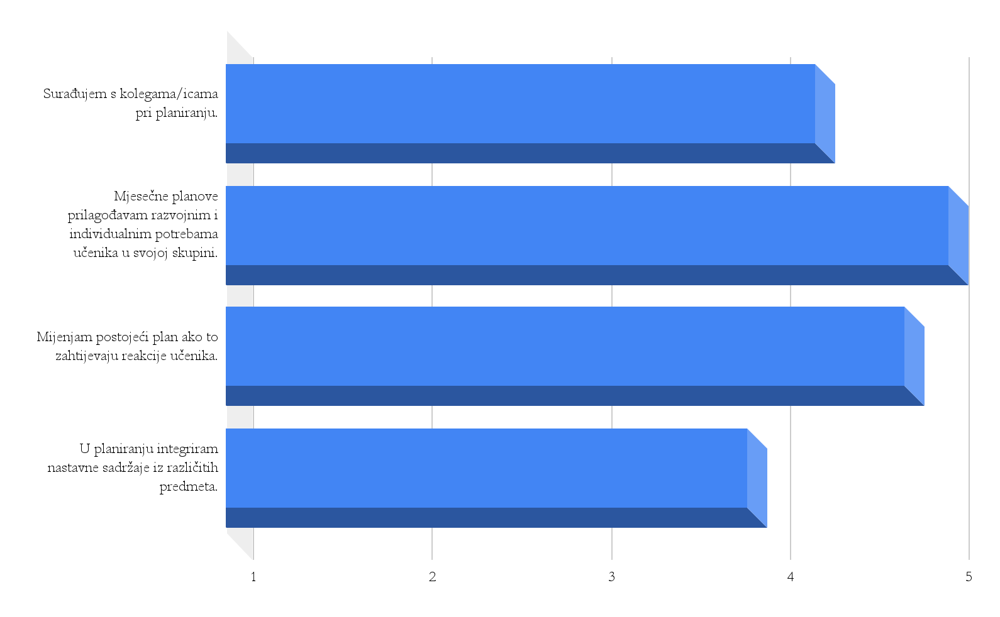 Surađujem s kolegama/icama
pri planiranju.
Mjesečne planove
prilagođavam razvojnim i
individualnim potrebama
učenika u svojoj skupini.
Mijenjam postojeći plan ako to
zahtijevaju reakcije učenika.
U planiranju integriram
nastavne sadržaje iz različitih
predmeta.
1 2 3 4 5